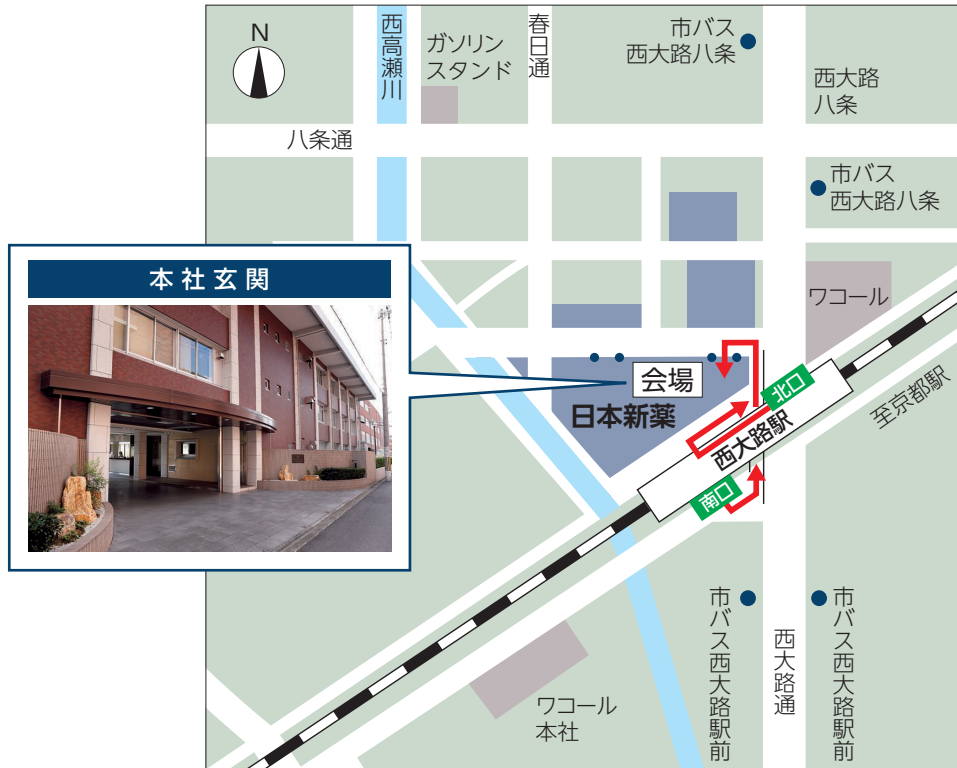 N
西高瀬川
ガソリン
スタンド
春日通
市バス
西大路八条
西大路
八条
八条通
市バス
西大路八条
本社玄関
ワコール
会場
日本新薬
北口
西大路駅
至京都駅
南口
市バス西大路駅前
西大路通
市バス西大路駅前
ワコール
本社